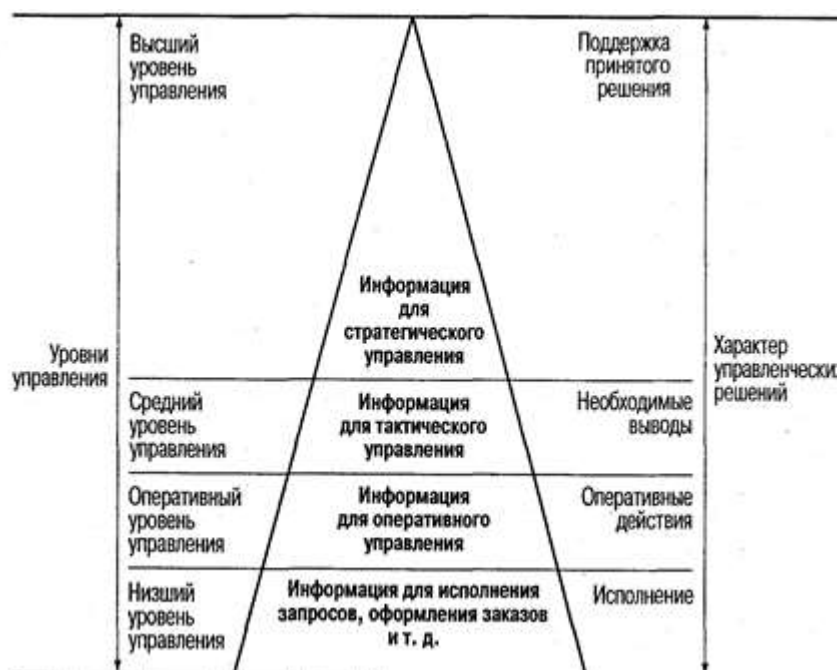 Высший
уровень
управления
Поддержка
принятого
решения
Информация
для
стратегического
управления
Уровни
управления
Характер
управленческих
решений
Средний
уровень
управления
Информация
для тактического
управления
Необходимые
выводы
Оперативный
уровень
управления
Информация
для оперативного
управления
Оперативные
действия
Низший
уровень
управления
Информация для исполнения
запросов, оформления заказов
и т. д.
Исполнение